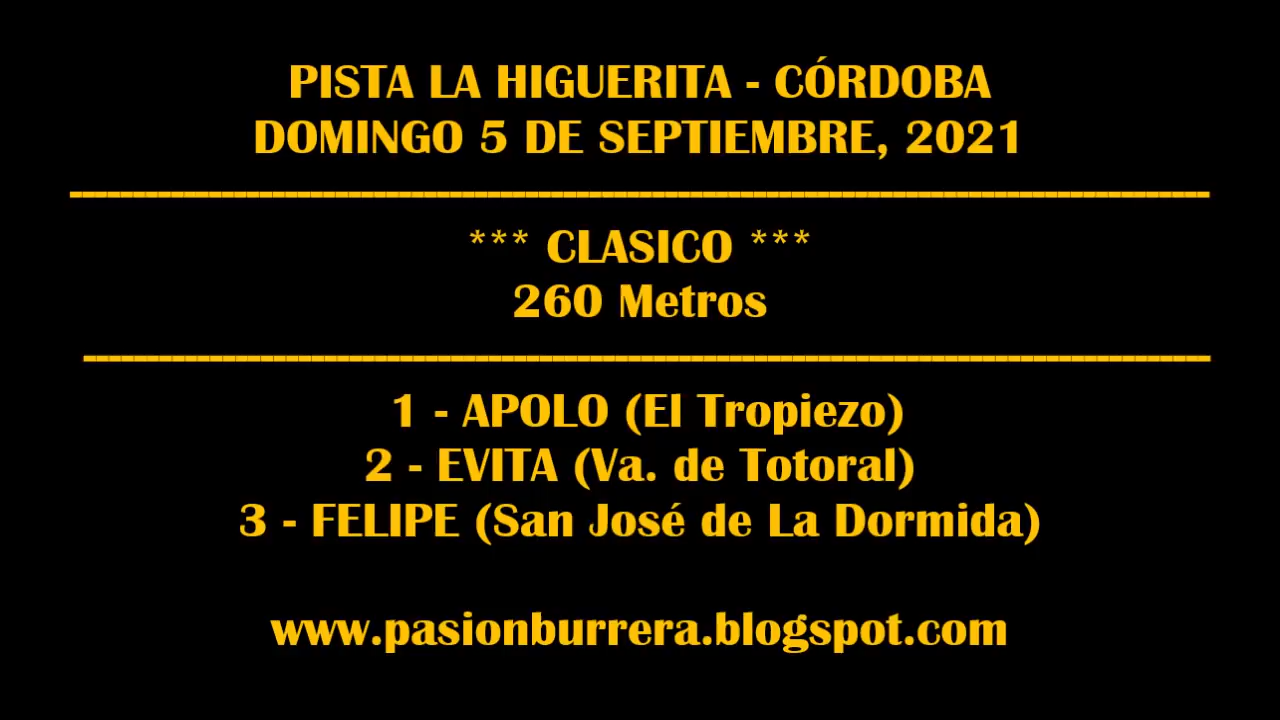 PISTA LA HIGUERITA - CÓRDOBA
DOMINGO 5 DE SEPTIEMBRE, 2021
*** CLASICO ***
260 Metros
1 - APOLO (El Tropiezo)
2 - EVITA (Va. de Totoral)
3 - FELIPE (San José de La Dormida)
www.pasionburrera.blogspot.com